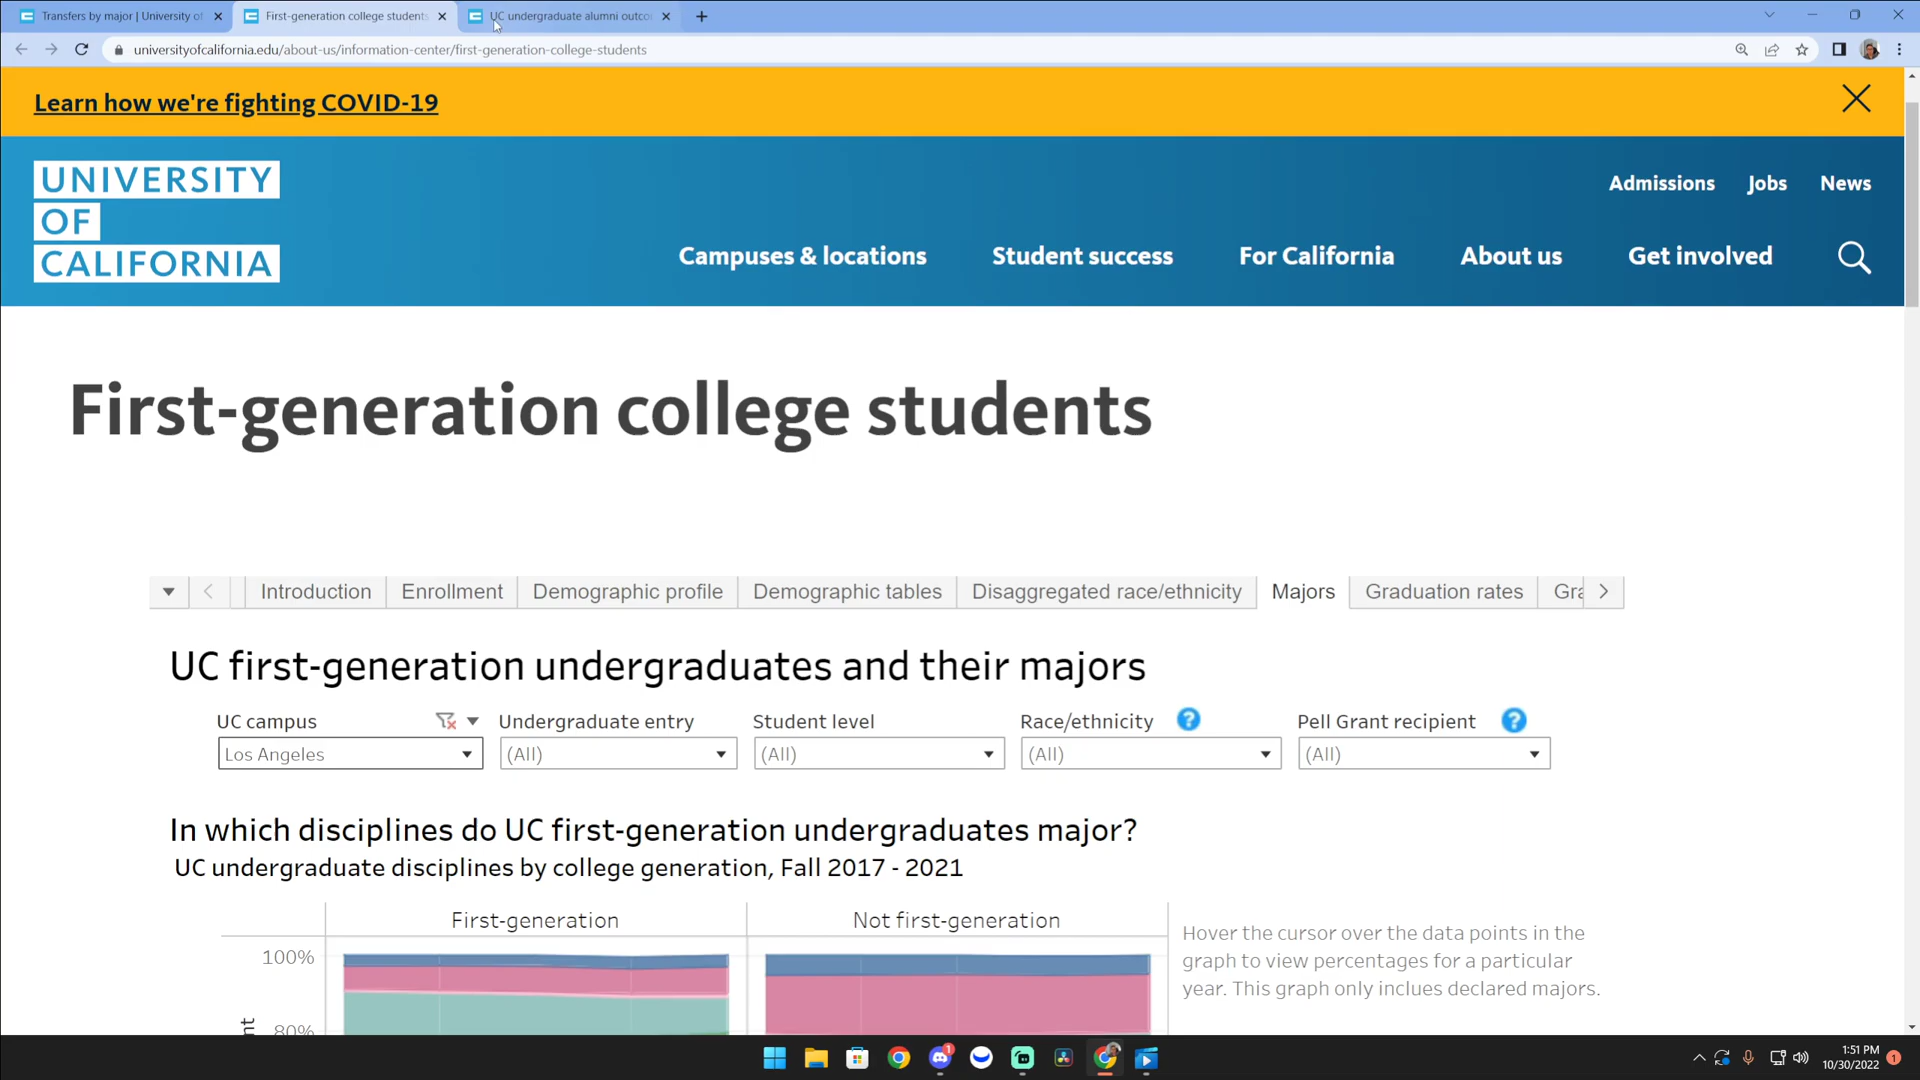 Transfers by major | University of
First-generation college students
UC undergraduate alumni outco
universityofcalifornia.edu/about-us/information-center/first-generation-college-students
Learn how we're fighting COVID-19
UNIVERSITY
OF
CALIFORNIA
Admissions Jobs News
Campuses & locations Student success For California About us Get involved
First-generation college students
Introduction Enrollment Demographic profile Demographic tables Disaggregated race/ethnicity Majors Graduation rates Gra
UC first-generation undergraduates and their majors
UC campus Undergraduate entry Student level Race/ethnicity ? Pell Grant recipient ?
Los Angeles (All) (All) (All) (All)
In which disciplines do UC first-generation undergraduates major?
UC undergraduate disciplines by college generation, Fall 2017 - 2021
First-generation Not first-generation
100%
Hover the cursor over the data points in the
graph to view percentages for a particular
year. This graph only inclues declared majors.
80%
nt
1:51 PM
10/30/2022
1
1